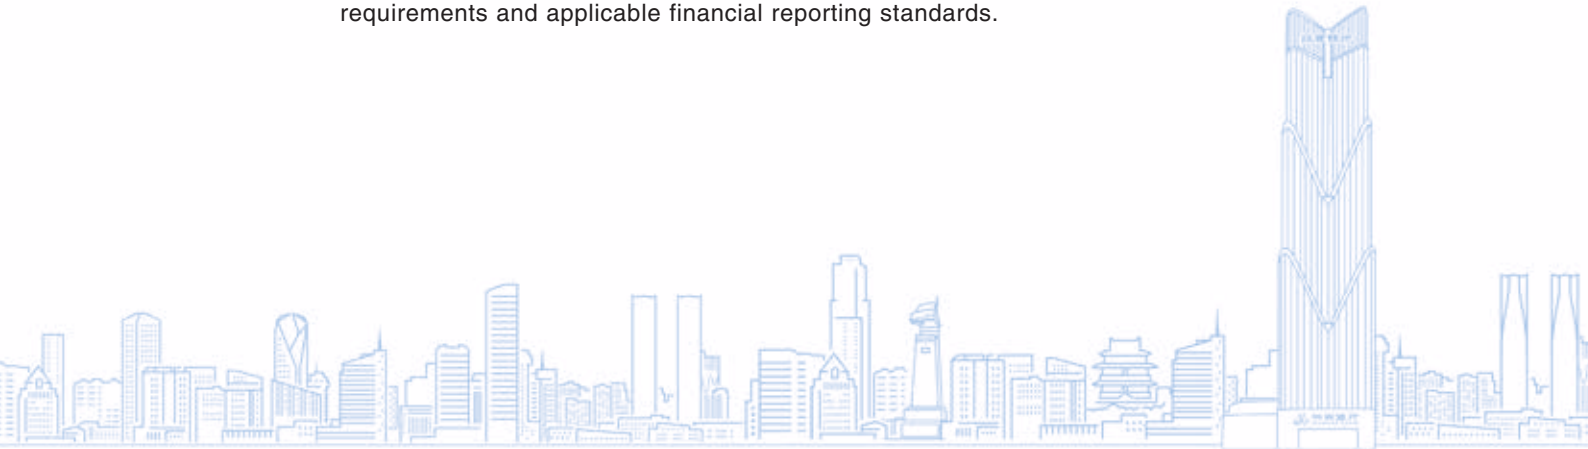 requirements and applicable financial reporting standards.